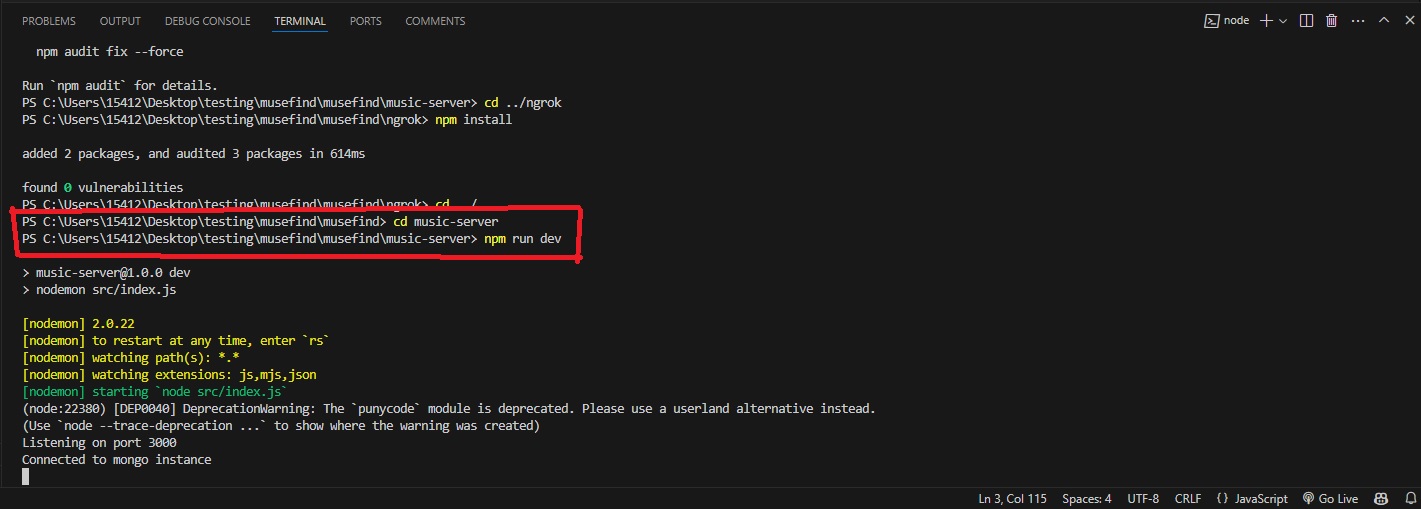 PROBLEMS OUTPUT DEBUG CONSOLE TERMINAL PORTS COMMENTS node
npm audit fix --force
Run `npm audit` for details.
PS C:\Users\15412\Desktop\testing\musefind\musefind\music-server> cd ../ngrok
PS C:\Users\15412\Desktop\testing\musefind\musefind\ngrok> npm install
added 2 packages, and audited 3 packages in 614ms
found 0 vulnerabilities
PS C:\Users\15412\Desktop\testing\musefind\musefind\ngrok> cd ../
PS C:\Users\15412\Desktop\testing\musefind\musefind> cd music-server
PS C:\Users\15412\Desktop\testing\musefind\musefind\music-server> npm run dev
> music-server@1.0.0 dev
> nodemon src/index.js
[nodemon] 2.0.22
[nodemon] to restart at any time, enter `rs`
[nodemon] watching path(s): *.*
[nodemon] watching extensions: js,mjs,json
[nodemon] starting `node src/index.js`
(node:22380) [DEP0040] DeprecationWarning: The `punycode` module is deprecated. Please use a userland alternative instead.
(Use `node --trace-deprecation ...` to show where the warning was created)
Listening on port 3000
Connected to mongo instance
Ln 3, Col 115 Spaces: 4 UTF-8 CRLF {} JavaScript Go Live